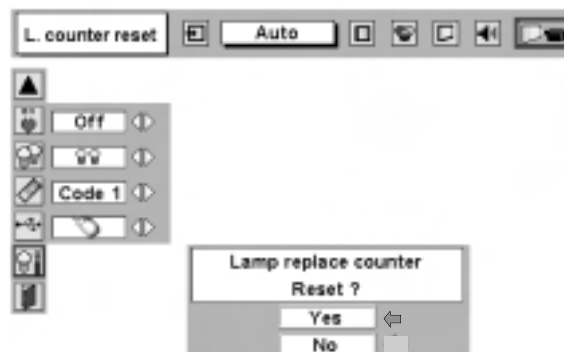 L. counter reset
Auto
Off
Code 1
Lamp replace counter
Reset ?
Yes
No